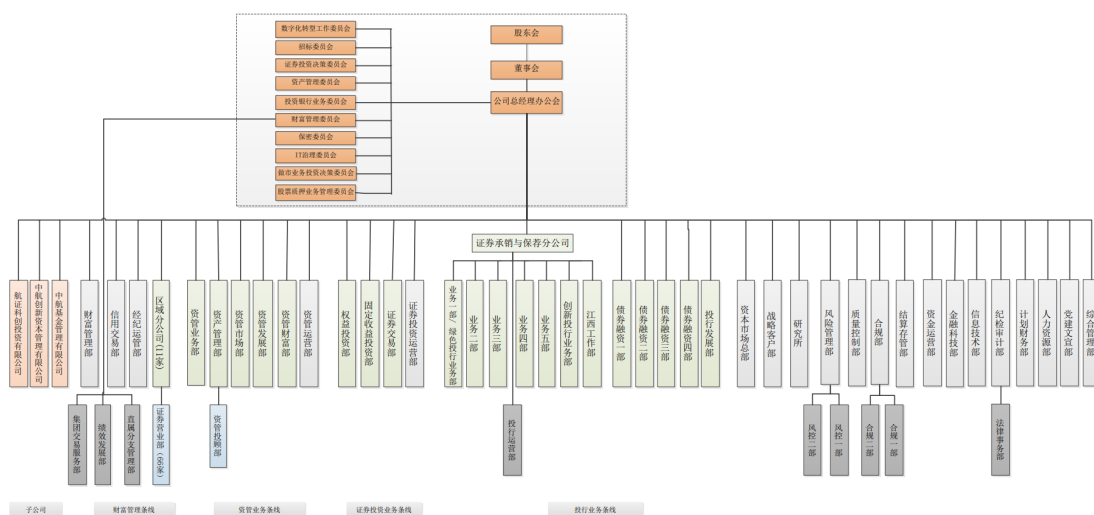 数字化转型工作委员会
招标委员会
证券投资决策委员会
资产管理委员会
投资银行业务委员会
财富管理委员会
保密委员会
IT治理委员会
做市业务投资决策委员会
股票质押业务管理委员会
股东会
董事会
公司总经理办公会
证券承销与保荐分公司
航证科创投资有限公司
中航创新资本管理有限公司
中航基金管理有限公司
财富管理部
信用交易部
经纪运管部
区域分公司(11家)
资管业务部
资产管理部
资管市场部
资管发展部
资管财富部
资管运营部
权益投资部
固定收益投资部
证券交易部
证券投资运营部
业务一部/绿色投行业务部
业务二部
业务三部
业务四部
业务五部
创新投行业务部
江西工作部
债券融资一部
债券融资二部
债券融资三部
债券融资四部
投行发展部
资本市场总部
战略客户部
研究所
风险管理部
质量控制部
合规部
结算存管部
资金运营部
金融科技部
信息技术部
纪检审计部
计划财务部
人力资源部
党建文宣部
综合管理部
集团交易服务部
绩效发展部
直属分支管理部
证券营业部(66家)
资管投顾部
投行运营部
风控二部
风控一部
合规二部
合规一部
法律事务部
子公司
财富管理条线
资管业务条线
证券投资业务条线
投行业务条线